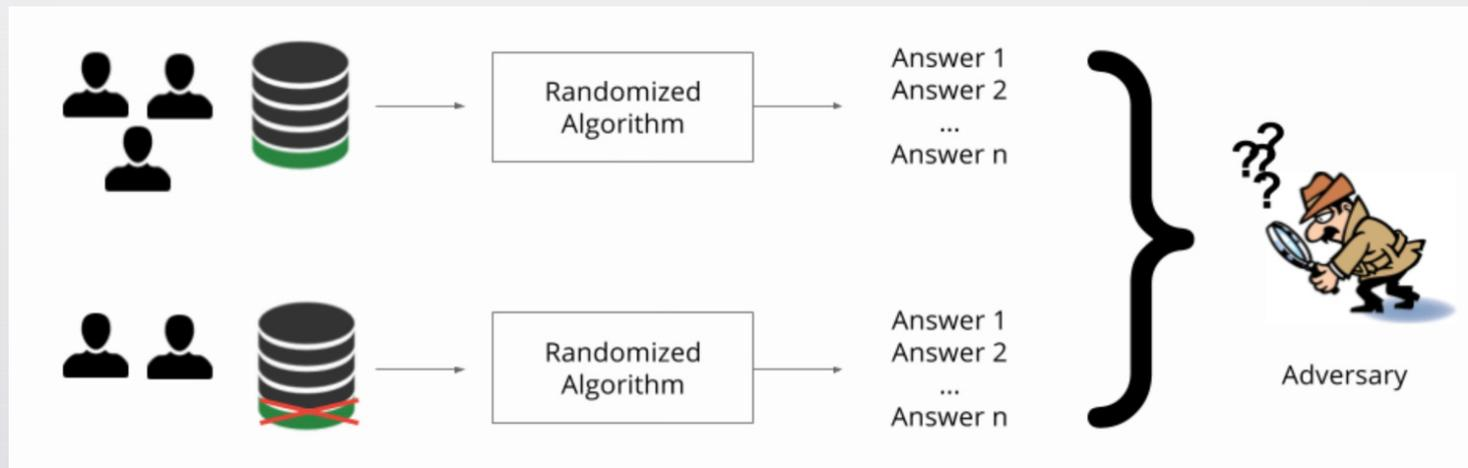 Randomized
Algorithm
Answer 1
Answer 2
...
Answer n
????
Randomized
Algorithm
Answer 1
Answer 2
...
Answer n
Adversary